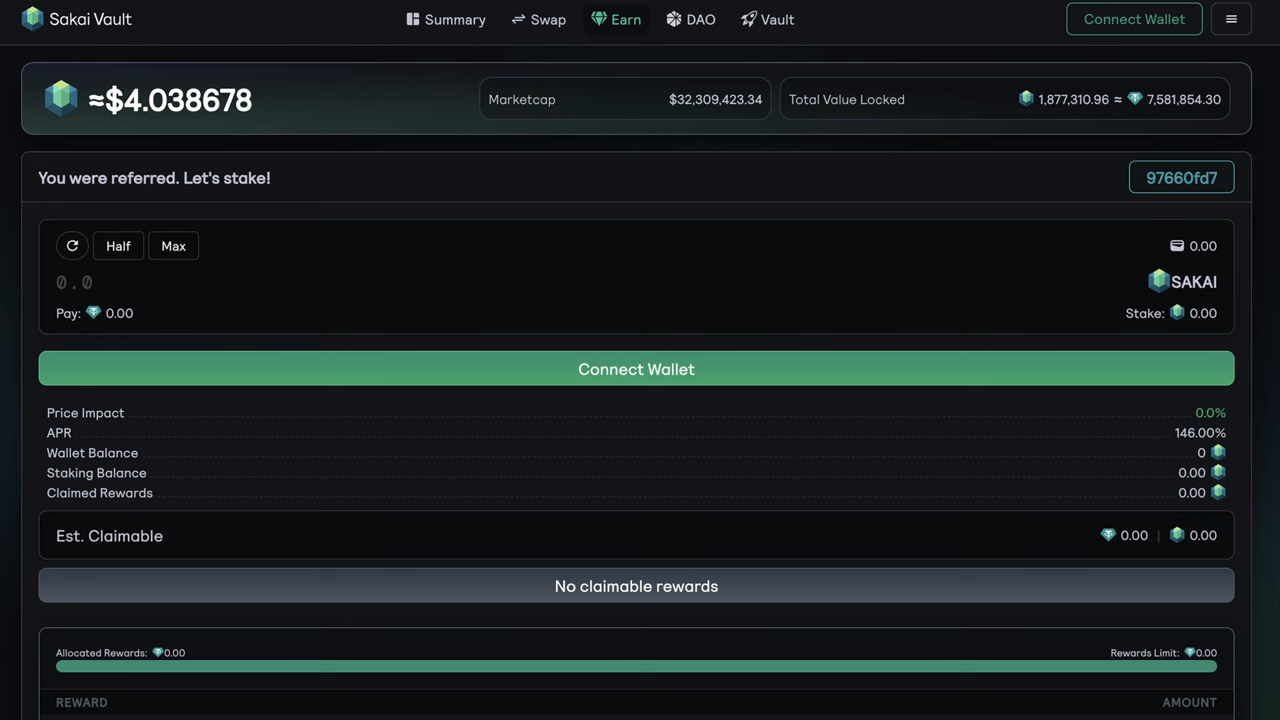 Sakai Vault
Summary Swap Earn DAO Vault Connect Wallet
≈$4.038678
Marketcap $32,309,423.34
Total Value Locked 1,877,310.96 ≈ 7,581,854.30
You were referred. Let's stake!
97660fd7
Half Max 0.00
0.0 SAKAI
Pay: 0.00 Stake: 0.00
Connect Wallet
Price Impact 0.0%
APR 146.00%
Wallet Balance 0
Staking Balance 0.00
Claimed Rewards 0.00
Est. Claimable 0.00 | 0.00
No claimable rewards
Allocated Rewards: 0.00 Rewards Limit: 0.00
REWARD AMOUNT